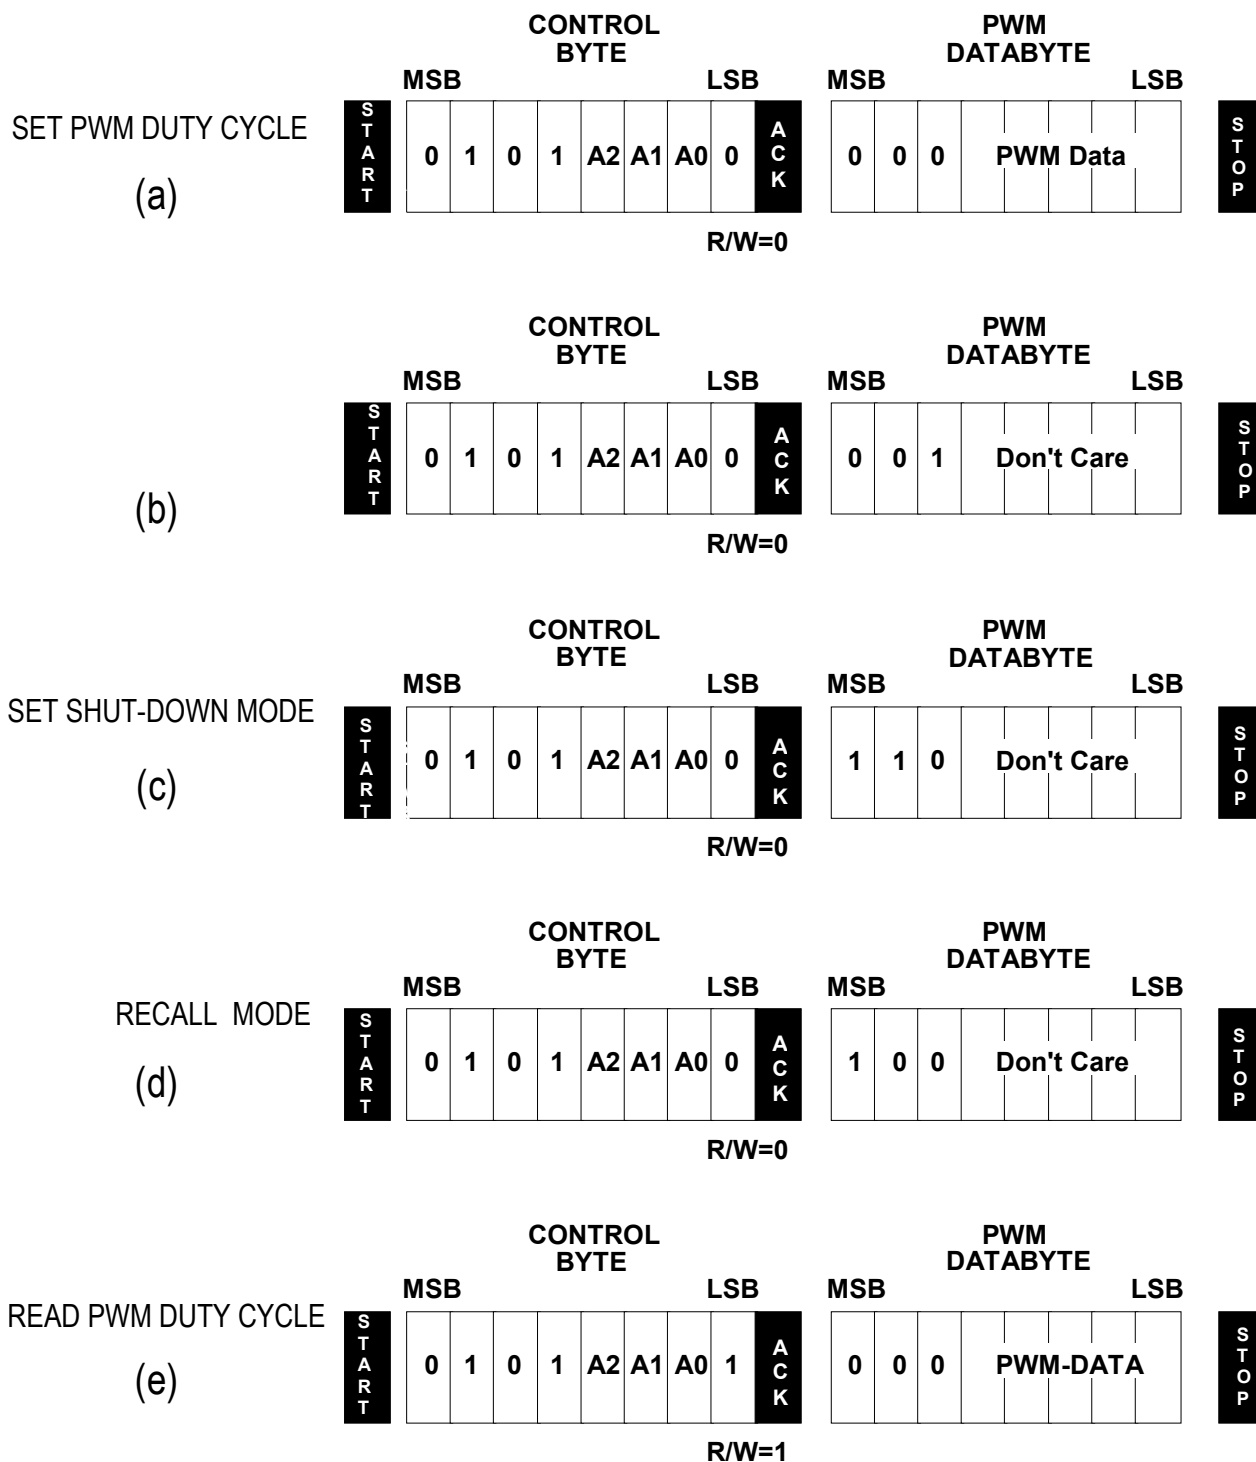 CONTROL PWM
BYTE DATABYTE
MSB LSB MSB LSB
SET PWM DUTY CYCLE
(a)
START 0 1 0 1 A2 A1 A0 0 ACK 0 0 0 PWM Data STOP
R/W=0
CONTROL PWM
BYTE DATABYTE
MSB LSB MSB LSB
(b)
START 0 1 0 1 A2 A1 A0 0 ACK 0 0 1 Don't Care STOP
R/W=0
CONTROL PWM
BYTE DATABYTE
MSB LSB MSB LSB
SET SHUT-DOWN MODE
(c)
START 0 1 0 1 A2 A1 A0 0 ACK 1 1 0 Don't Care STOP
R/W=0
CONTROL PWM
BYTE DATABYTE
MSB LSB MSB LSB
RECALL MODE
(d)
START 0 1 0 1 A2 A1 A0 0 ACK 1 0 0 Don't Care STOP
R/W=0
CONTROL PWM
BYTE DATABYTE
MSB LSB MSB LSB
READ PWM DUTY CYCLE
(e)
START 0 1 0 1 A2 A1 A0 1 ACK 0 0 0 PWM-DATA STOP
R/W=1